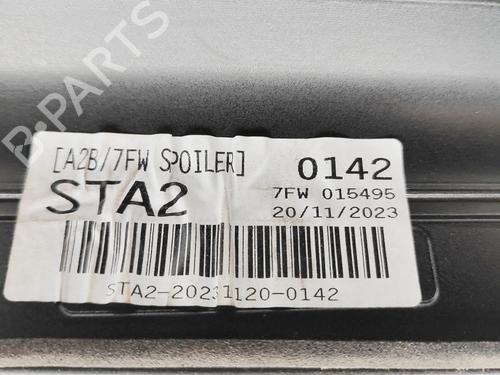 B-PARTS
[A2B/7FW SPOILER]
0142
STA2
7FW 015495
20/11/2023
STA2-20231120-0142